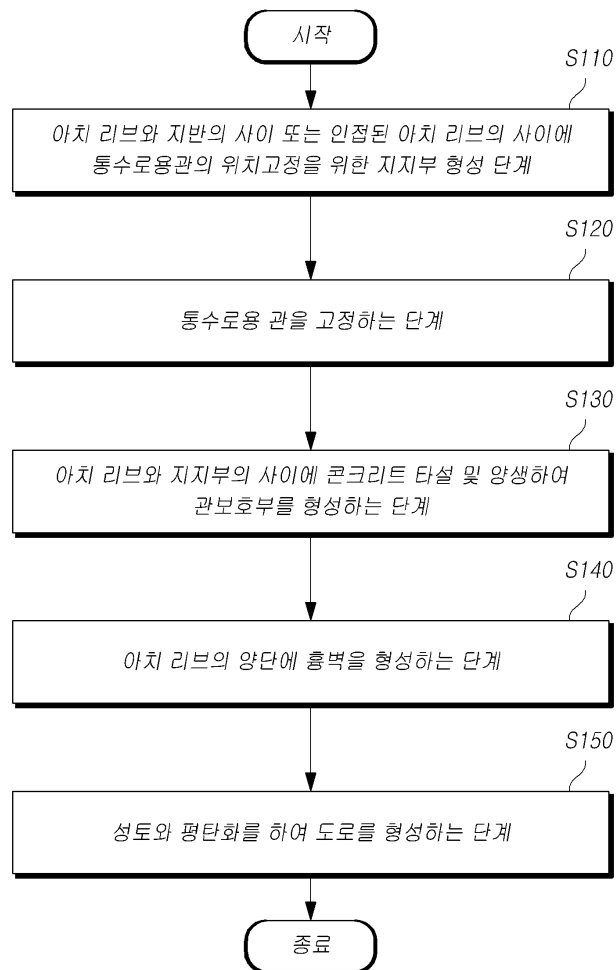 시작
S110
아치 리브와 지반의 사이 또는 인접된 아치 리브의 사이에
통수로용관의 위치고정을 위한 지지부 형성 단계
S120
통수로용 관을 고정하는 단계
S130
아치 리브와 지지부의 사이에 콘크리트 타설 및 양생하여
관보호부를 형성하는 단계
S140
아치 리브의 양단에 흉벽을 형성하는 단계
S150
성토와 평탄화를 하여 도로를 형성하는 단계
종료